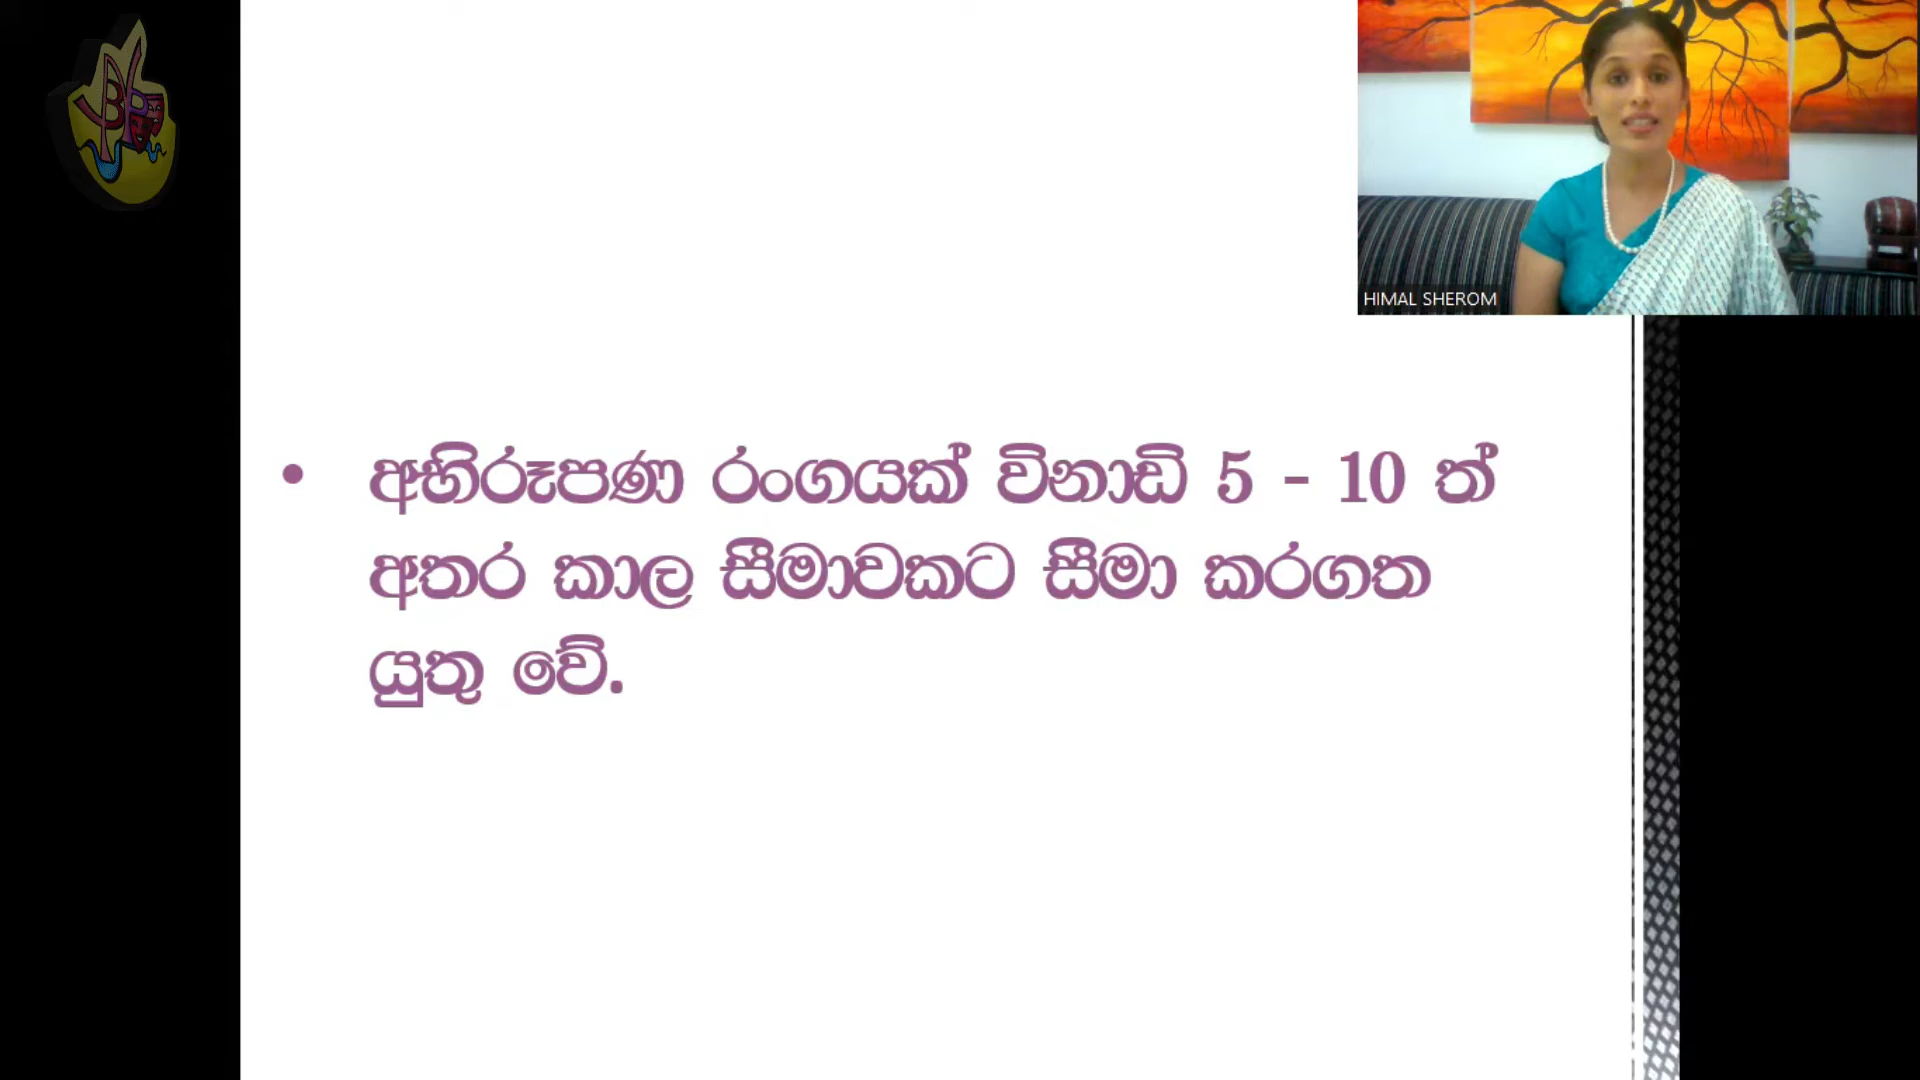 HIMAL SHEROM
• අභිරූපණ රංගයක් විනාඩි 5 - 10 ත්
අතර කාල සීමාවකට සීමා කරගත
යුතු වේ.